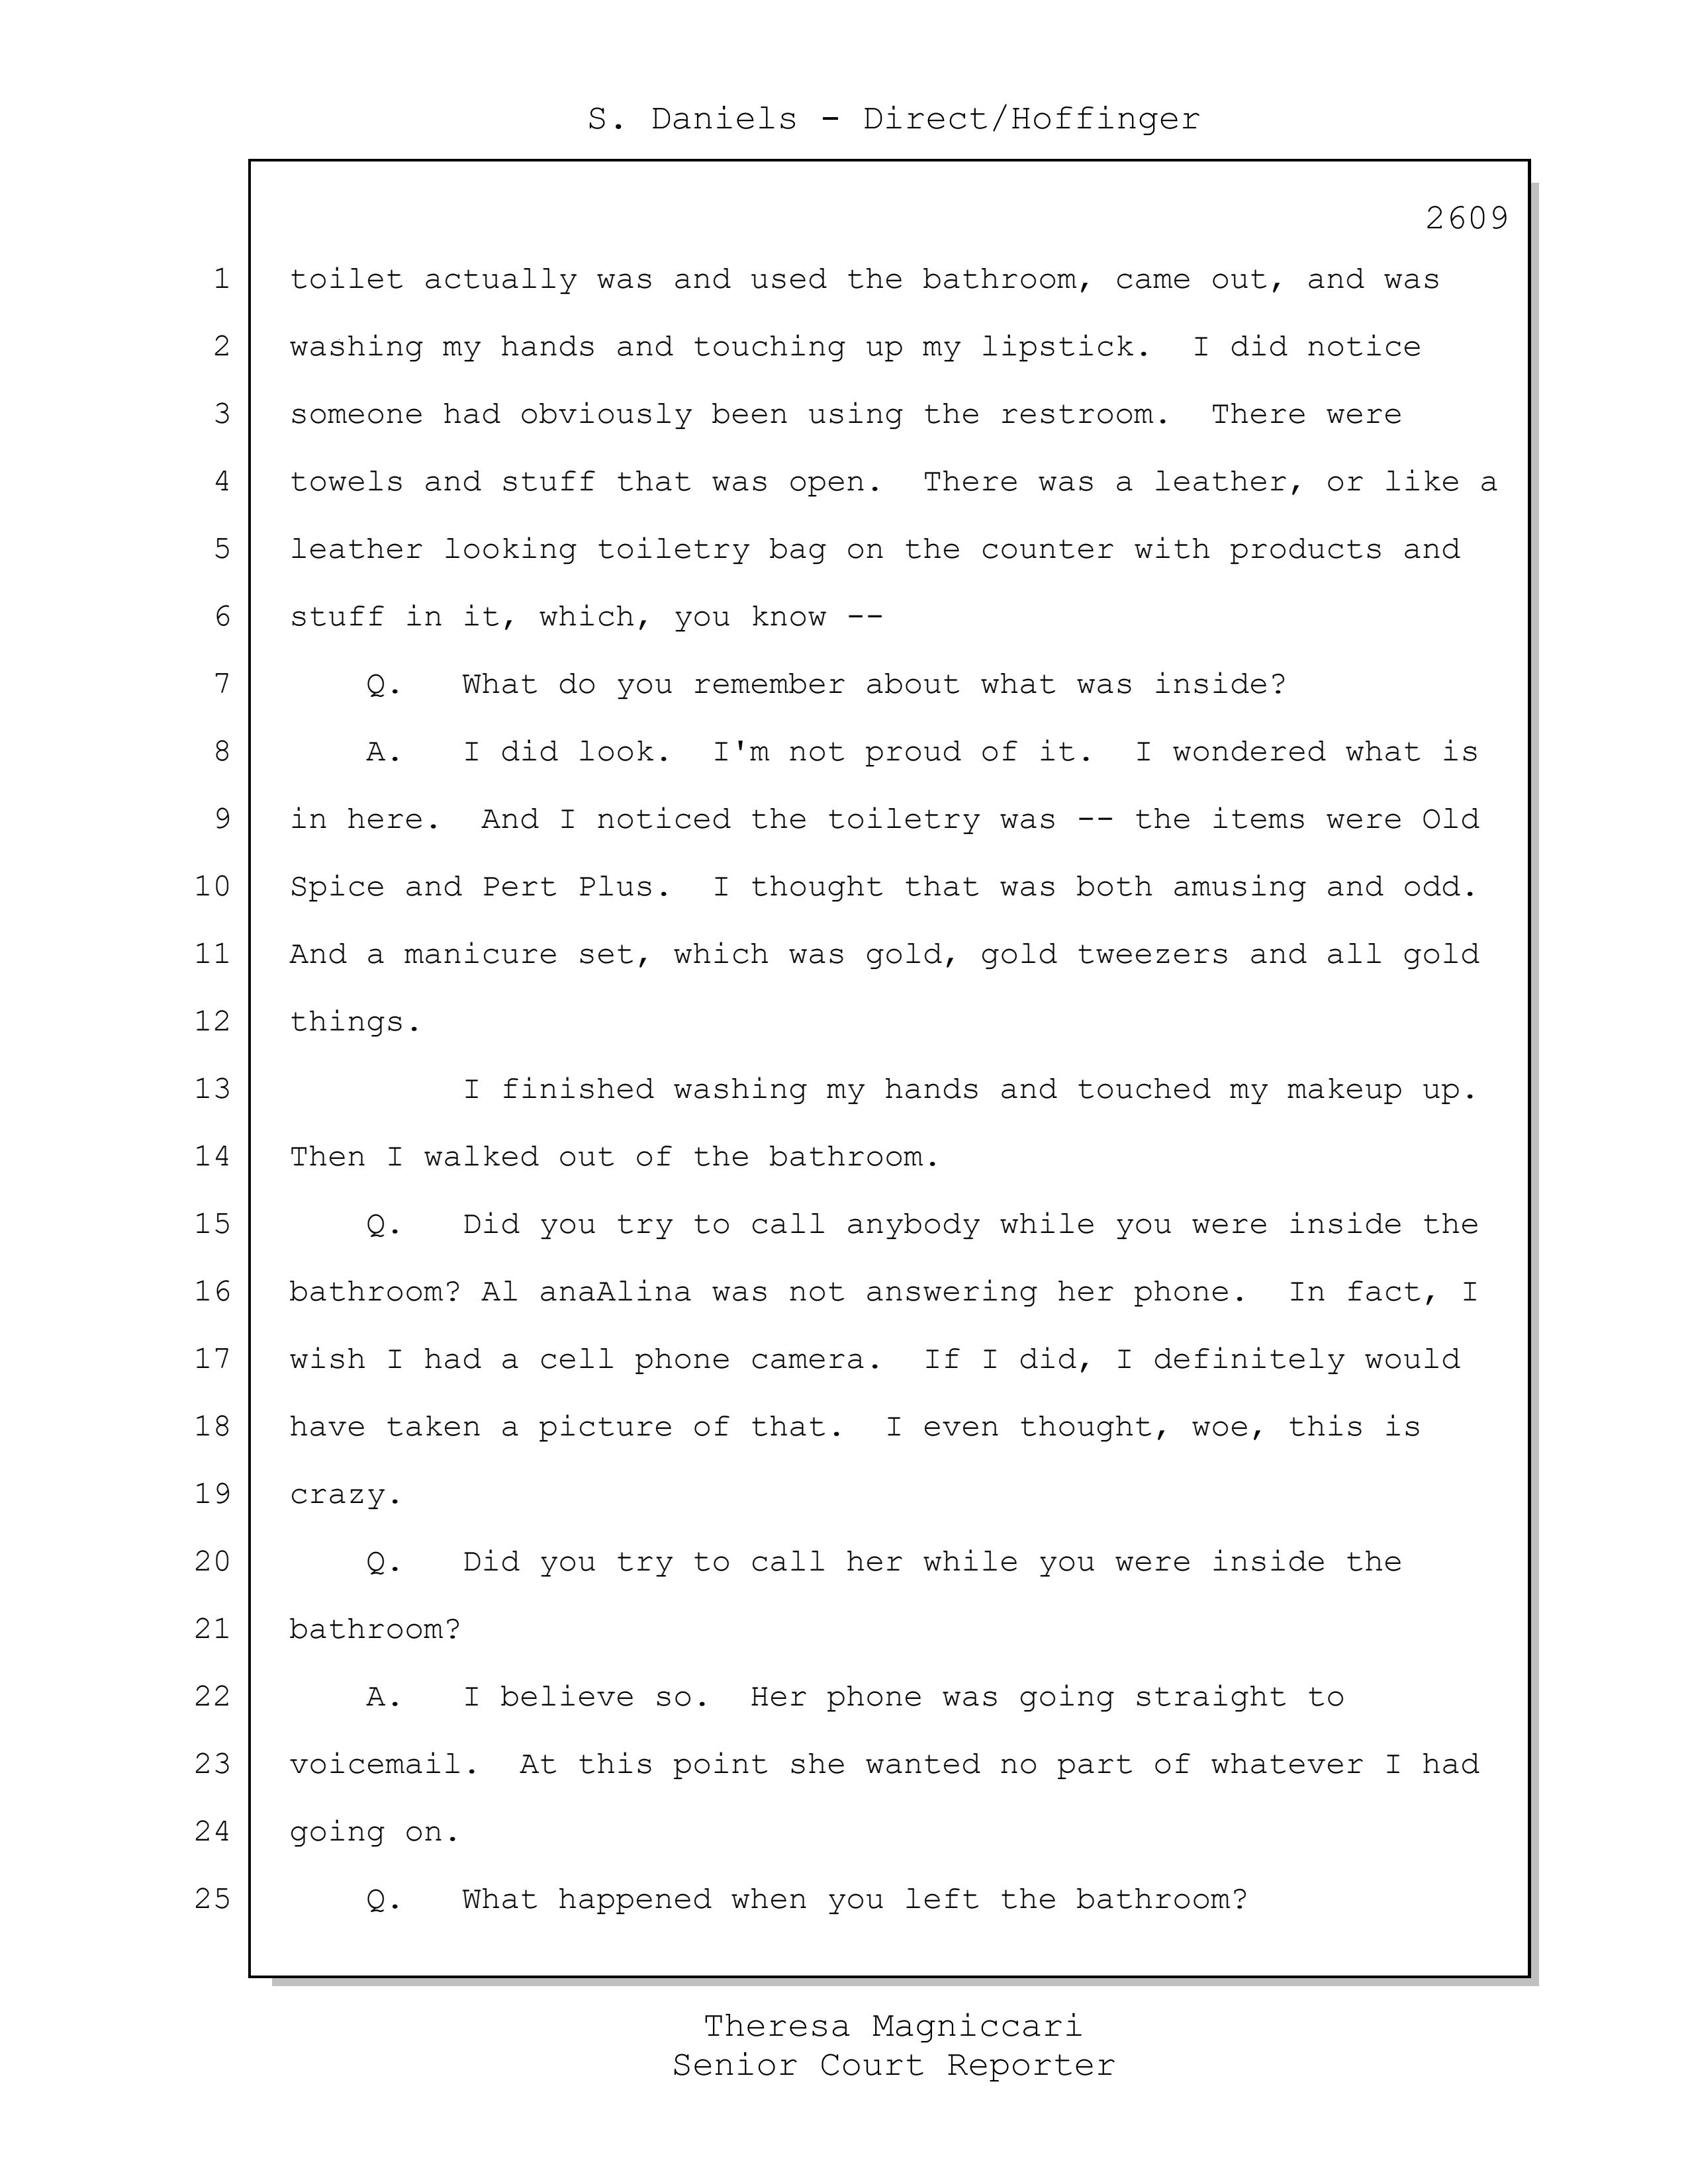 S. Daniels - Direct/Hoffinger
2609
1 toilet actually was and used the bathroom, came out, and was
2 washing my hands and touching up my lipstick. I did notice
3 someone had obviously been using the restroom. There were
4 towels and stuff that was open. There was a leather, or like a
5 leather looking toiletry bag on the counter with products and
6 stuff in it, which, you know --
7 Q. What do you remember about what was inside?
8 A. I did look. I'm not proud of it. I wondered what is
9 in here. And I noticed the toiletry was -- the items were Old
10 Spice and Pert Plus. I thought that was both amusing and odd.
11 And a manicure set, which was gold, gold tweezers and all gold
12 things.
13 I finished washing my hands and touched my makeup up.
14 Then I walked out of the bathroom.
15 Q. Did you try to call anybody while you were inside the
16 bathroom? Al anaAlina was not answering her phone. In fact, I
17 wish I had a cell phone camera. If I did, I definitely would
18 have taken a picture of that. I even thought, woe, this is
19 crazy.
20 Q. Did you try to call her while you were inside the
21 bathroom?
22 A. I believe so. Her phone was going straight to
23 voicemail. At this point she wanted no part of whatever I had
24 going on.
25 Q. What happened when you left the bathroom?
Theresa Magniccari
Senior Court Reporter